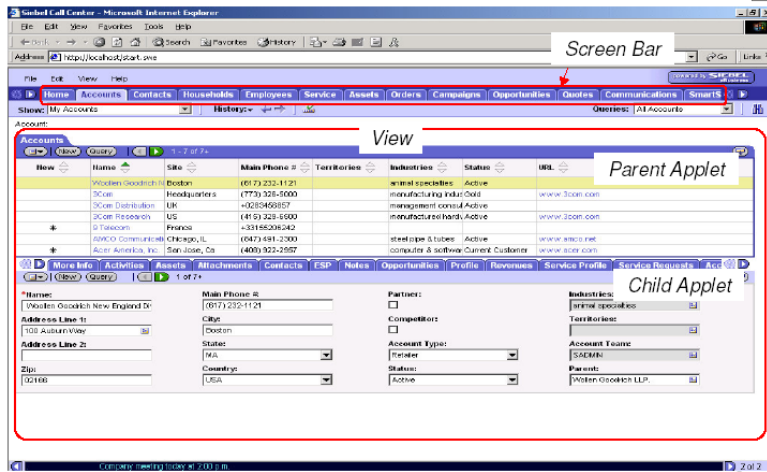 Siebel Call Center - Microsoft Internet Explorer
File Edit View Favorites Tools Help
Back Search Favorites History
Address http://localhost/start.swe Go Links
Screen Bar
File Edit View Help
Powered by SIEBEL
Home Accounts Contacts Households Employees Service Assets Orders Campaigns Opportunities Quotes Communications SmartS
Show: My Accounts History: Queries: All Accounts
Account:
View
Accounts
New Query 1 - 7 of 7+
New Name Site Main Phone # Territories Industries Status URL
Parent Applet
Woollen Goodrich N Boston (617) 232-1121 animal specialties Active
3Com Headquarters (773) 328-5000 manufacturing indus Gold www.3com.com
3Com Distribution UK +0283456857 management consul Active
3Com Research US (415) 328-6500 manufactured hardw Active www.3com.com
* 9 Telecom France +33155206242
AMCO Communicati Chicago, IL (847) 491-2300 steel pipe & tubes Active www.amco.net
* Acer America, Inc. San Jose, Ca (408) 922-2957 computer & softwar Current Customer www.acer.com
More Info Activities Assets Attachments Contacts ESP Notes Opportunities Profile Revenues Service Profile Service Requests Acc
New Query 1 of 7+
Child Applet
*Name: Main Phone #: Partner: Industries:
Woollen Goodrich New England Di (617) 232-1121 animal specialties
Address Line 1: City: Competitor: Territories:
100 Auburn Way Boston
Address Line 2: State: Account Type: Account Team:
MA Retailer SADMIN
Zip: Country: Status: Parent:
02166 USA Active Wollen Goodrich LLP.
Company meeting today at 2:00 p.m. 2 of 2